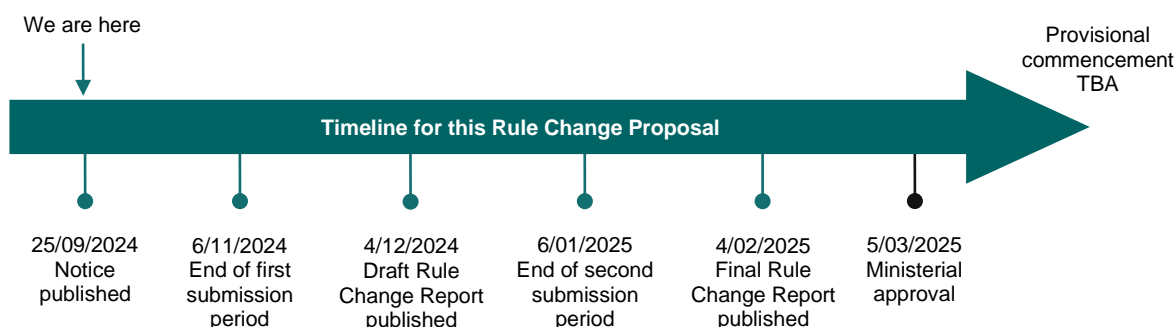 We are here
Provisional
commencement
TBA
Timeline for this Rule Change Proposal
25/09/2024
Notice
published
6/11/2024
End of first
submission
period
4/12/2024
Draft Rule
Change Report
published
6/01/2025
End of second
submission
period
4/02/2025
Final Rule
Change Report
published
5/03/2025
Ministerial
approval